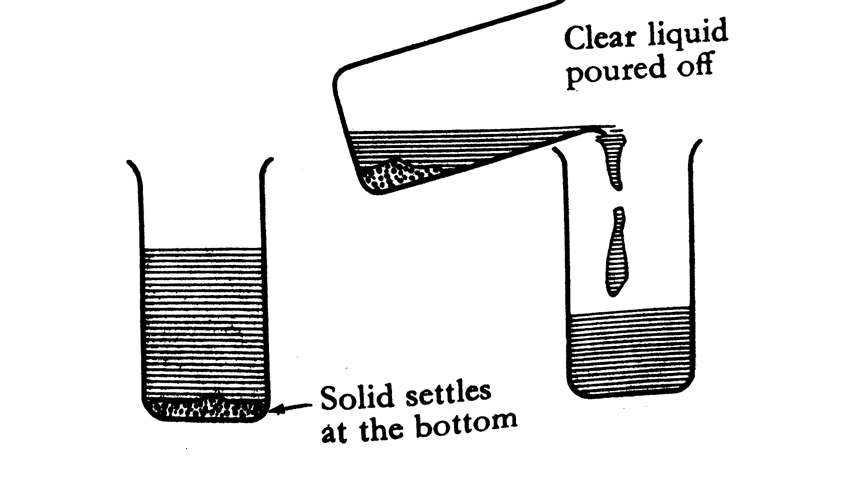 Clear liquid
poured off
Solid settles
at the bottom